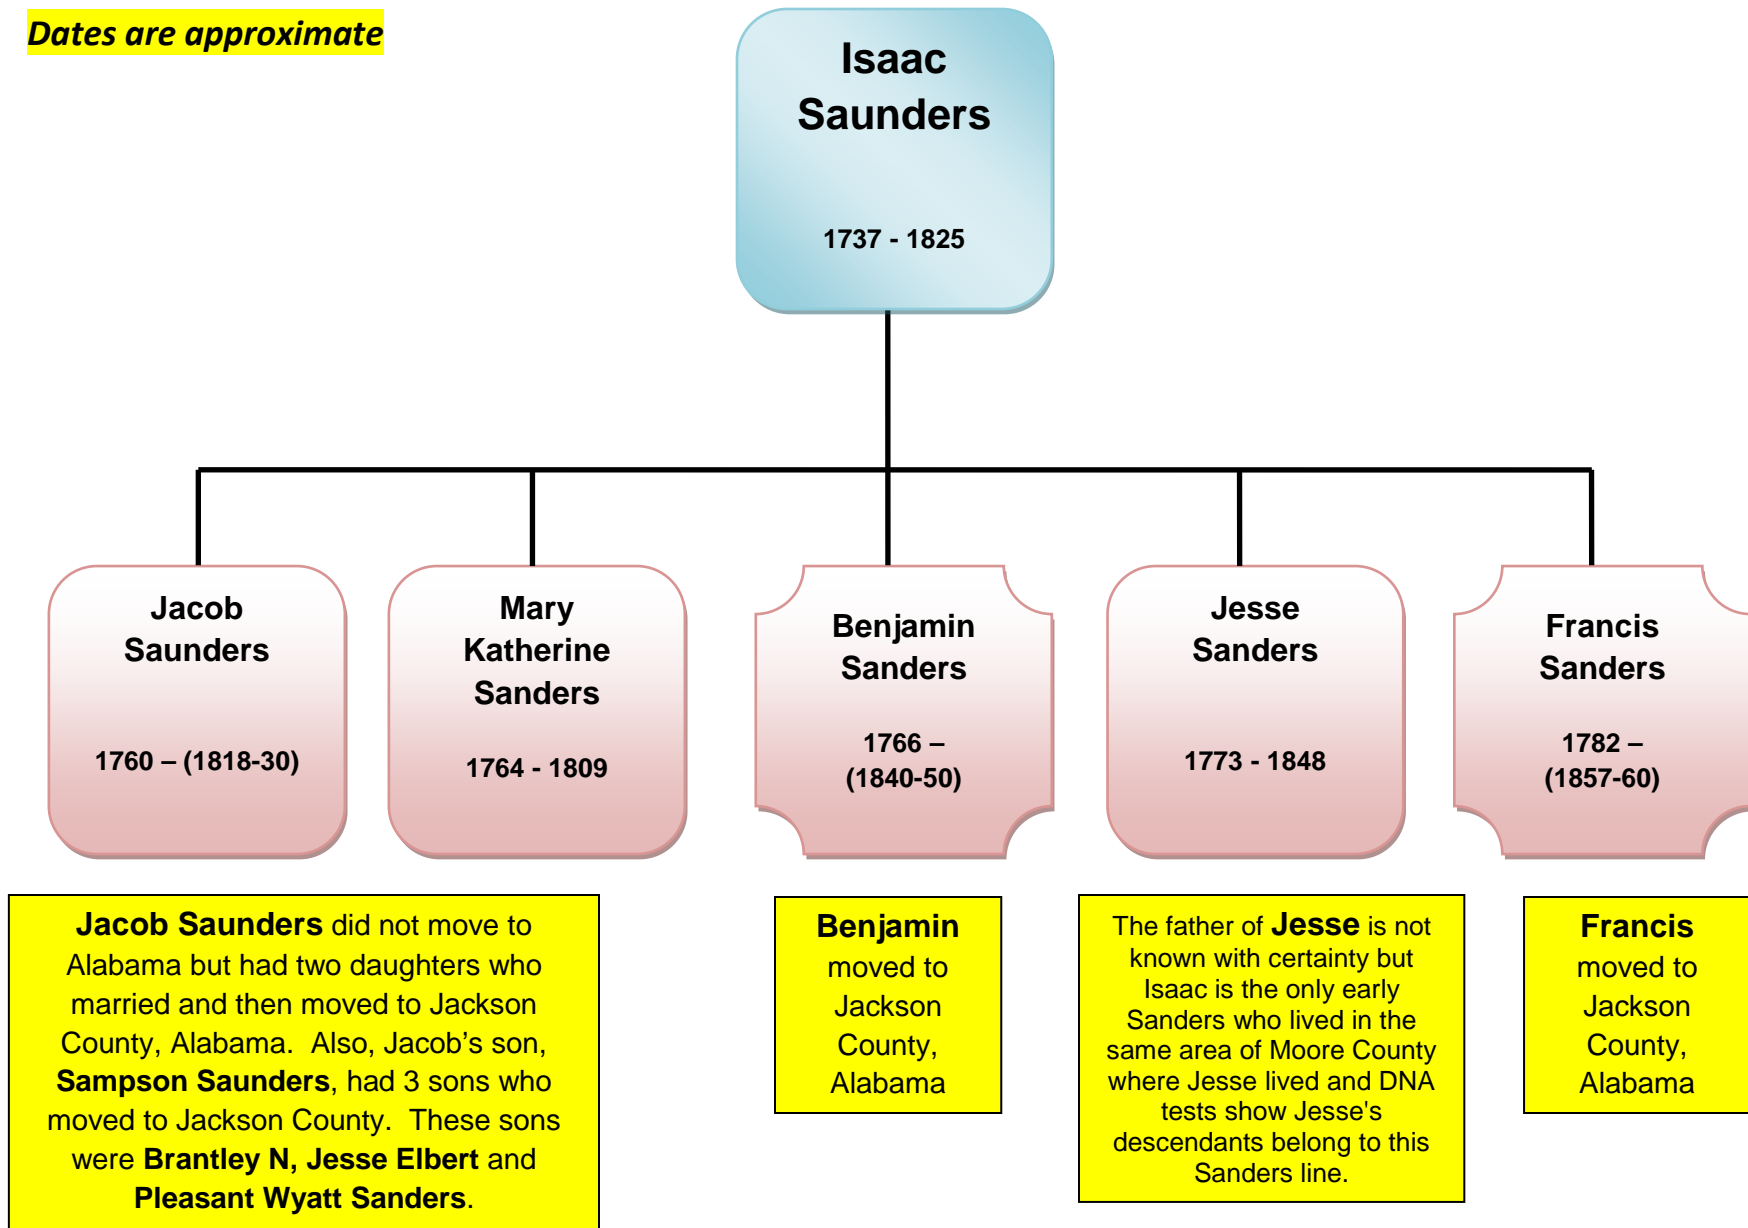 Dates are approximate
Isaac
Saunders
1737 - 1825
Jacob
Saunders
1760 – (1818-30)
Mary
Katherine
Sanders
1764 - 1809
Benjamin
Sanders
1766 –
(1840-50)
Jesse
Sanders
1773 - 1848
Francis
Sanders
1782 –
(1857-60)
Jacob Saunders did not move to
Alabama but had two daughters who
married and then moved to Jackson
County, Alabama.  Also, Jacob’s son,
Sampson Saunders, had 3 sons who
moved to Jackson County.  These sons
were Brantley N, Jesse Elbert and
Pleasant Wyatt Sanders.
Benjamin
moved to
Jackson
County,
Alabama
The father of Jesse is not
known with certainty but
Isaac is the only early
Sanders who lived in the
same area of Moore County
where Jesse lived and DNA
tests show Jesse's
descendants belong to this
Sanders line.
Francis
moved to
Jackson
County,
Alabama